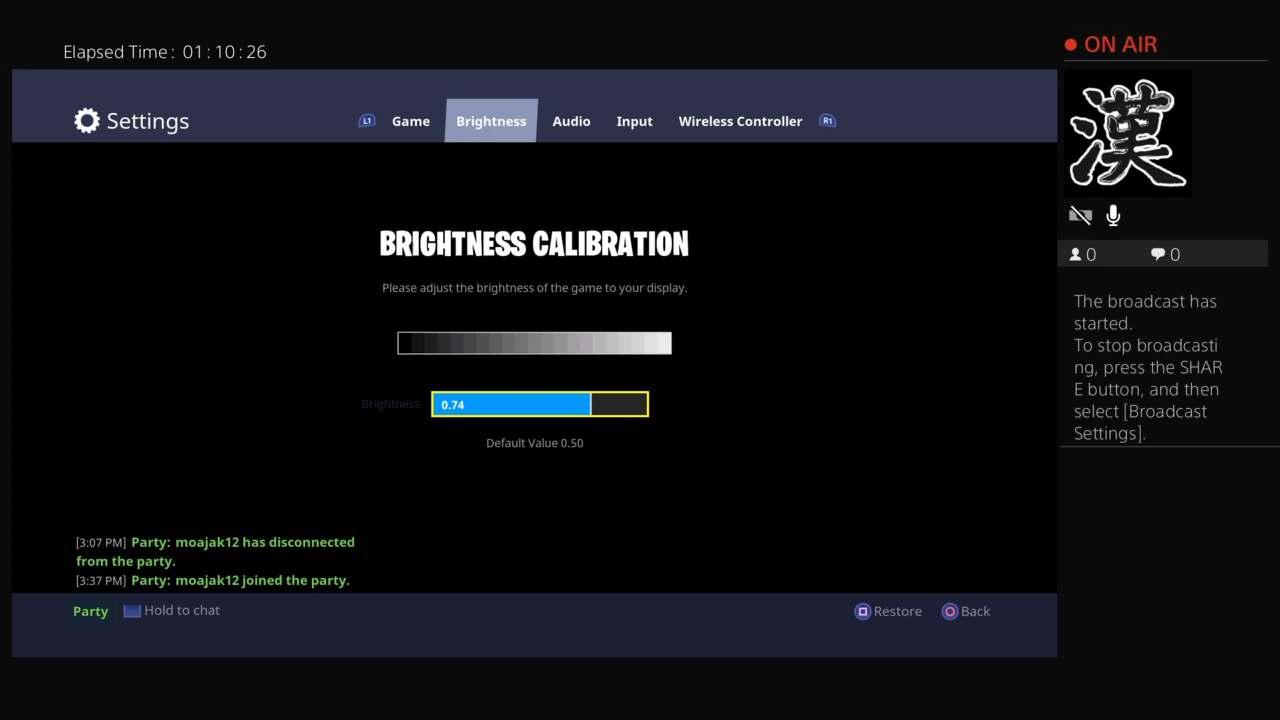 Elapsed Time: 01:10:26
ON AIR
Settings
L1 Game Brightness Audio Input Wireless Controller R1
漢
BRIGHTNESS CALIBRATION
Please adjust the brightness of the game to your display.
Brightness 0.74
Default Value 0.50
0 0
The broadcast has
started.
To stop broadcasti
ng, press the SHAR
E button, and then
select [Broadcast
Settings].
[3:07 PM] Party: moajak12 has disconnected
from the party.
[3:37 PM] Party: moajak12 joined the party.
Party Hold to chat
Restore Back